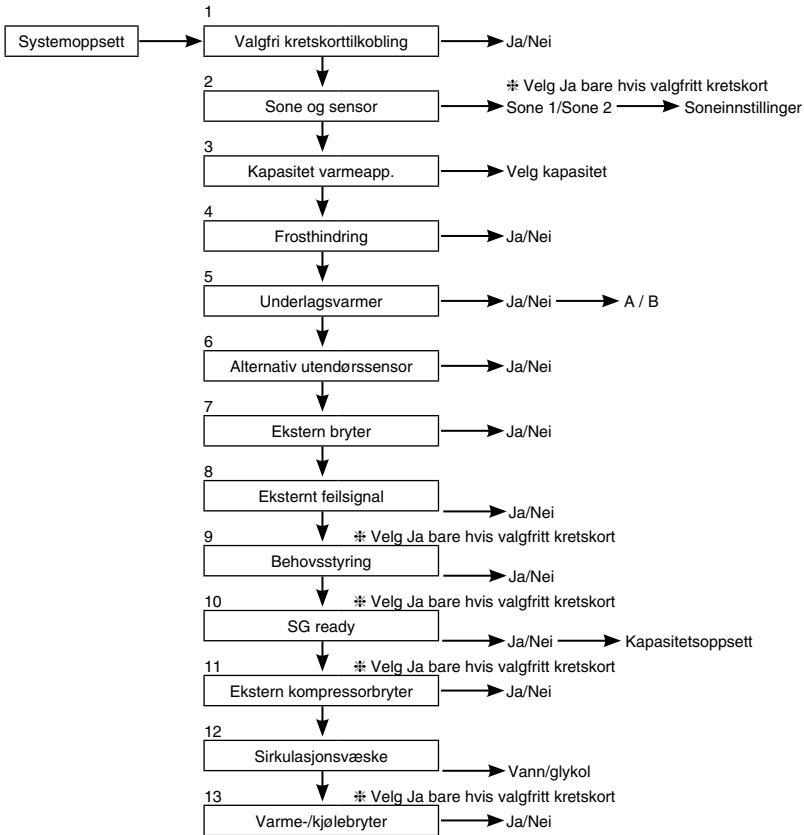 1
Systemoppsett Valgfri kretskorttilkobling Ja/Nei
2 ❉ Velg Ja bare hvis valgfritt kretskort
Sone og sensor Sone 1/Sone 2 Soneinnstillinger
3
Kapasitet varmeapp. Velg kapasitet
4
Frosthindring Ja/Nei
5
Underlagsvarmer Ja/Nei A / B
6
Alternativ utendørssensor Ja/Nei
7
Ekstern bryter Ja/Nei
8
Eksternt feilsignal Ja/Nei
9 ❉ Velg Ja bare hvis valgfritt kretskort
Behovsstyring Ja/Nei
10 ❉ Velg Ja bare hvis valgfritt kretskort
SG ready Ja/Nei Kapasitetsoppsett
11 ❉ Velg Ja bare hvis valgfritt kretskort
Ekstern kompressorbryter Ja/Nei
12
Sirkulasjonsvæske Vann/glykol
13 ❉ Velg Ja bare hvis valgfritt kretskort
Varme-/kjølebryter Ja/Nei